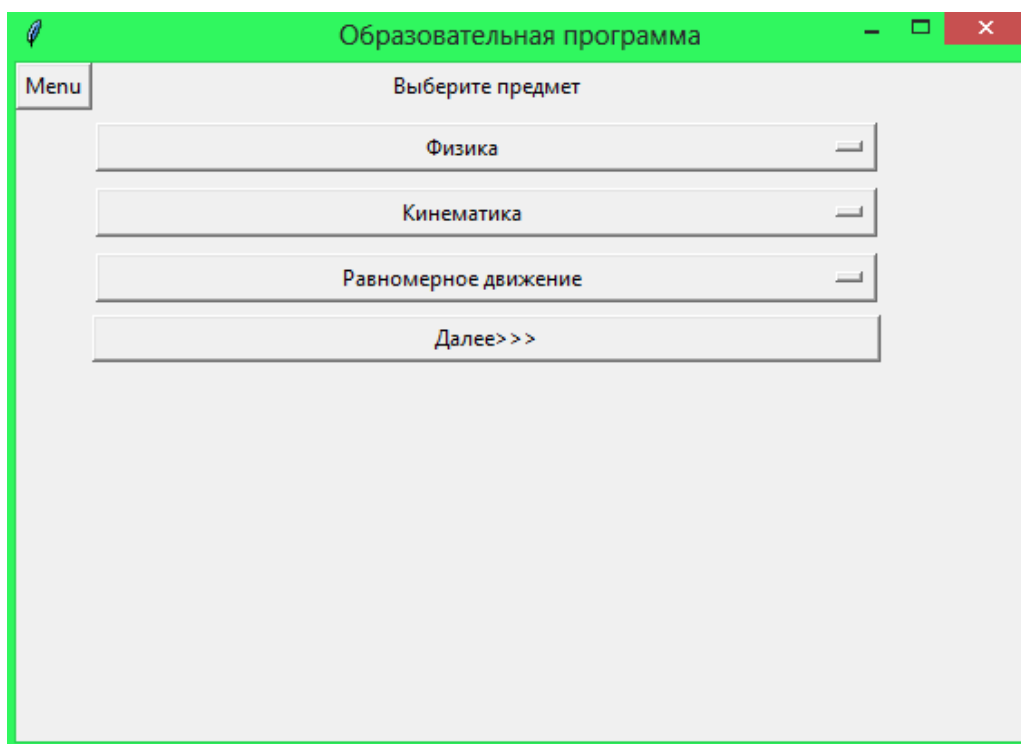 Образовательная программа
Menu
Выберите предмет
Физика
Кинематика
Равномерное движение
Далее>>>